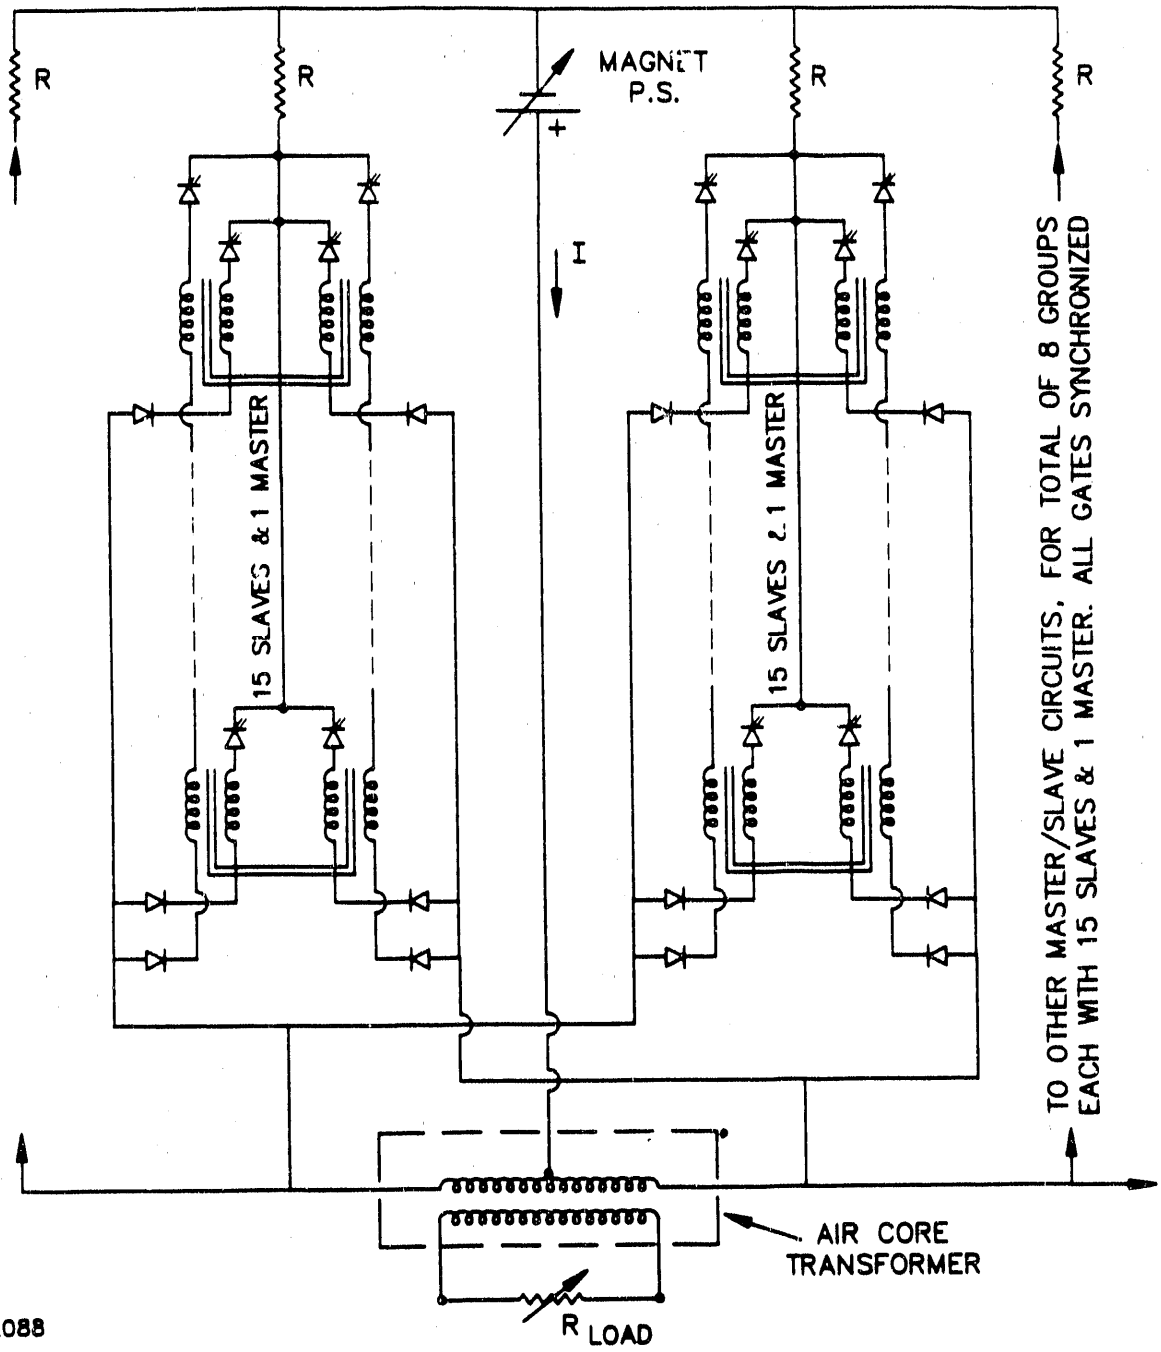 R
R
MAGNET
P.S.
+
R
R
I
15 SLAVES & 1 MASTER
15 SLAVES & 1 MASTER
TO OTHER MASTER/SLAVE CIRCUITS, FOR TOTAL OF 8 GROUPS
EACH WITH 15 SLAVES & 1 MASTER. ALL GATES SYNCHRONIZED
AIR CORE
TRANSFORMER
R LOAD
088